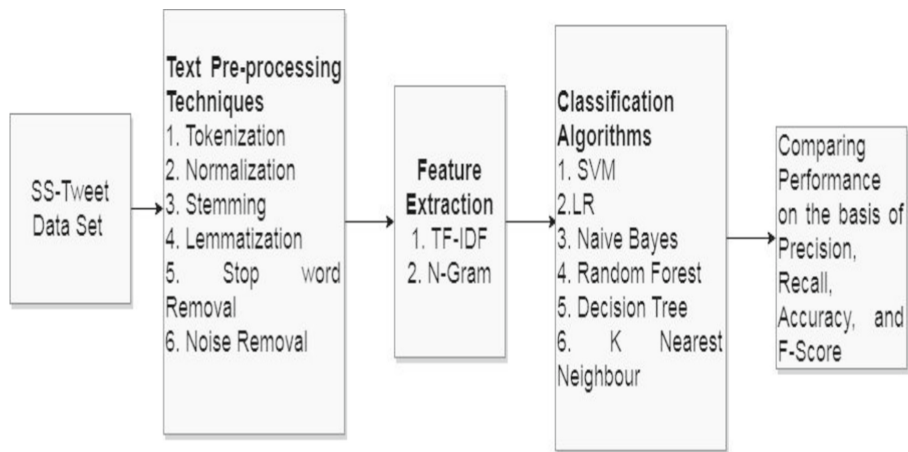 SS-Tweet
Data Set
Text Pre-processing
Techniques
1. Tokenization
2. Normalization
3. Stemming
4. Lemmatization
5. Stop word
Removal
6. Noise Removal
Feature
Extraction
1. TF-IDF
2. N-Gram
Classification
Algorithms
1. SVM
2.LR
3. Naive Bayes
4. Random Forest
5. Decision Tree
6. K Nearest
Neighbour
Comparing
Performance
on the basis of
Precision,
Recall,
Accuracy, and
F-Score